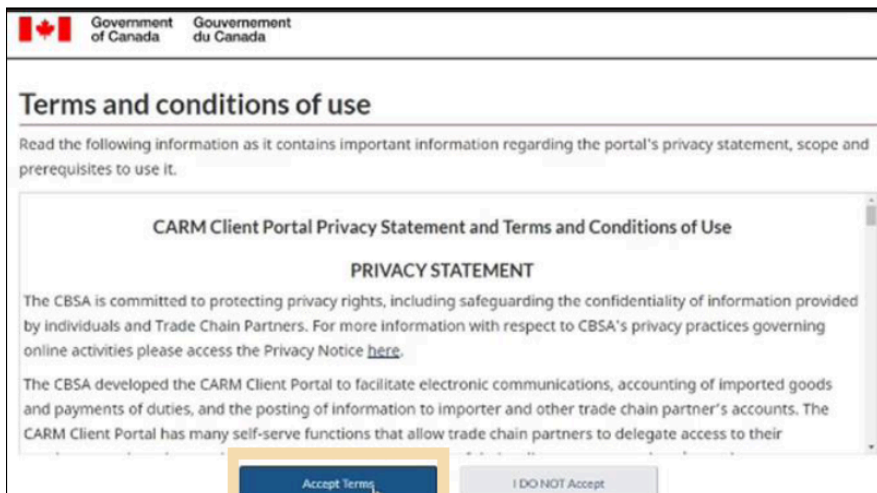 Government Gouvernement
of Canada du Canada
Terms and conditions of use
Read the following information as it contains important information regarding the portal's privacy statement, scope and
prerequisites to use it.
CARM Client Portal Privacy Statement and Terms and Conditions of Use
PRIVACY STATEMENT
The CBSA is committed to protecting privacy rights, including safeguarding the confidentiality of information provided
by individuals and Trade Chain Partners. For more information with respect to CBSA's privacy practices governing
online activities please access the Privacy Notice here.
The CBSA developed the CARM Client Portal to facilitate electronic communications, accounting of imported goods
and payments of duties, and the posting of information to importer and other trade chain partner's accounts. The
CARM Client Portal has many self-serve functions that allow trade chain partners to delegate access to their
Accept Terms I DO NOT Accept